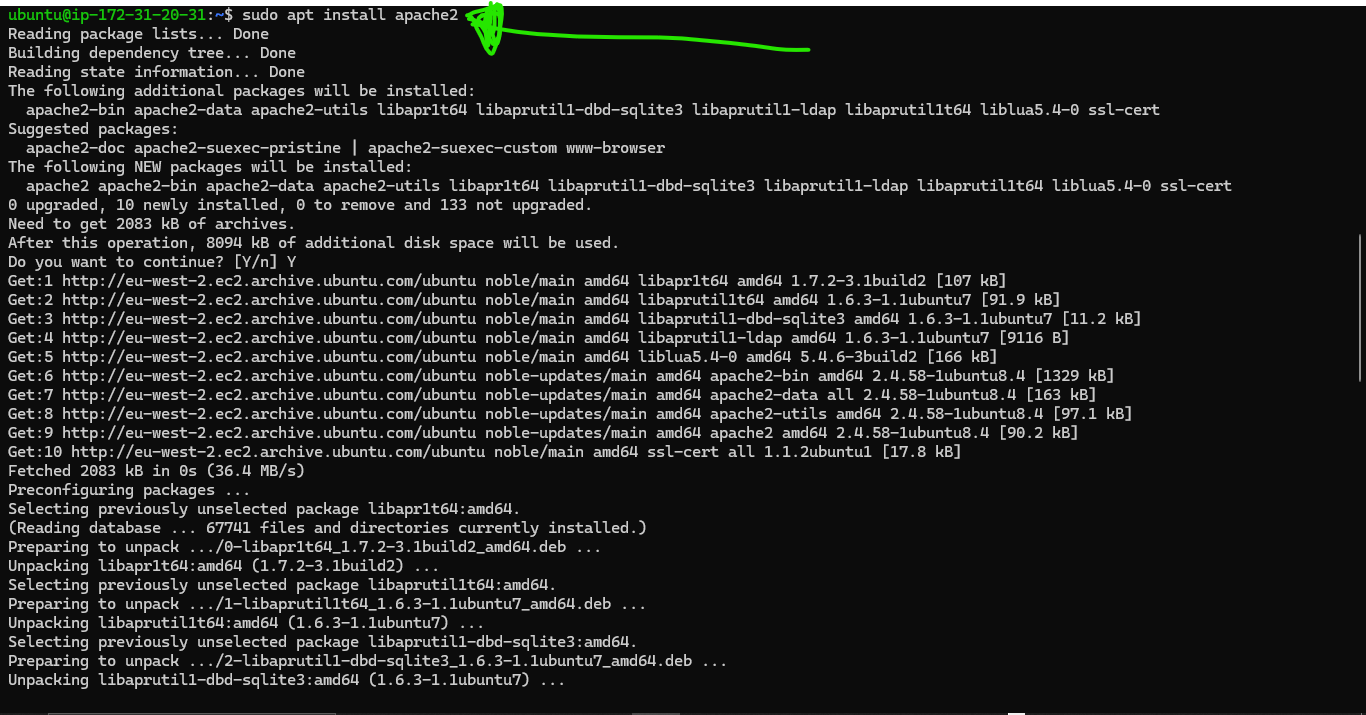 ubuntu@ip-172-31-20-31:~$ sudo apt install apache2
Reading package lists... Done
Building dependency tree... Done
Reading state information... Done
The following additional packages will be installed:
  apache2-bin apache2-data apache2-utils libapr1t64 libaprutil1-dbd-sqlite3 libaprutil1-ldap libaprutil1t64 liblua5.4-0 ssl-cert
Suggested packages:
  apache2-doc apache2-suexec-pristine | apache2-suexec-custom www-browser
The following NEW packages will be installed:
  apache2 apache2-bin apache2-data apache2-utils libapr1t64 libaprutil1-dbd-sqlite3 libaprutil1-ldap libaprutil1t64 liblua5.4-0 ssl-cert
0 upgraded, 10 newly installed, 0 to remove and 133 not upgraded.
Need to get 2083 kB of archives.
After this operation, 8094 kB of additional disk space will be used.
Do you want to continue? [Y/n] Y
Get:1 http://eu-west-2.ec2.archive.ubuntu.com/ubuntu noble/main amd64 libapr1t64 amd64 1.7.2-3.1build2 [107 kB]
Get:2 http://eu-west-2.ec2.archive.ubuntu.com/ubuntu noble/main amd64 libaprutil1t64 amd64 1.6.3-1.1ubuntu7 [91.9 kB]
Get:3 http://eu-west-2.ec2.archive.ubuntu.com/ubuntu noble/main amd64 libaprutil1-dbd-sqlite3 amd64 1.6.3-1.1ubuntu7 [11.2 kB]
Get:4 http://eu-west-2.ec2.archive.ubuntu.com/ubuntu noble/main amd64 libaprutil1-ldap amd64 1.6.3-1.1ubuntu7 [9116 B]
Get:5 http://eu-west-2.ec2.archive.ubuntu.com/ubuntu noble/main amd64 liblua5.4-0 amd64 5.4.6-3build2 [166 kB]
Get:6 http://eu-west-2.ec2.archive.ubuntu.com/ubuntu noble-updates/main amd64 apache2-bin amd64 2.4.58-1ubuntu8.4 [1329 kB]
Get:7 http://eu-west-2.ec2.archive.ubuntu.com/ubuntu noble-updates/main amd64 apache2-data all 2.4.58-1ubuntu8.4 [163 kB]
Get:8 http://eu-west-2.ec2.archive.ubuntu.com/ubuntu noble-updates/main amd64 apache2-utils amd64 2.4.58-1ubuntu8.4 [97.1 kB]
Get:9 http://eu-west-2.ec2.archive.ubuntu.com/ubuntu noble-updates/main amd64 apache2 amd64 2.4.58-1ubuntu8.4 [90.2 kB]
Get:10 http://eu-west-2.ec2.archive.ubuntu.com/ubuntu noble/main amd64 ssl-cert all 1.1.2ubuntu1 [17.8 kB]
Fetched 2083 kB in 0s (36.4 MB/s)
Preconfiguring packages ...
Selecting previously unselected package libapr1t64:amd64.
(Reading database ... 67741 files and directories currently installed.)
Preparing to unpack .../0-libapr1t64_1.7.2-3.1build2_amd64.deb ...
Unpacking libapr1t64:amd64 (1.7.2-3.1build2) ...
Selecting previously unselected package libaprutil1t64:amd64.
Preparing to unpack .../1-libaprutil1t64_1.6.3-1.1ubuntu7_amd64.deb ...
Unpacking libaprutil1t64:amd64 (1.6.3-1.1ubuntu7) ...
Selecting previously unselected package libaprutil1-dbd-sqlite3:amd64.
Preparing to unpack .../2-libaprutil1-dbd-sqlite3_1.6.3-1.1ubuntu7_amd64.deb ...
Unpacking libaprutil1-dbd-sqlite3:amd64 (1.6.3-1.1ubuntu7) ...